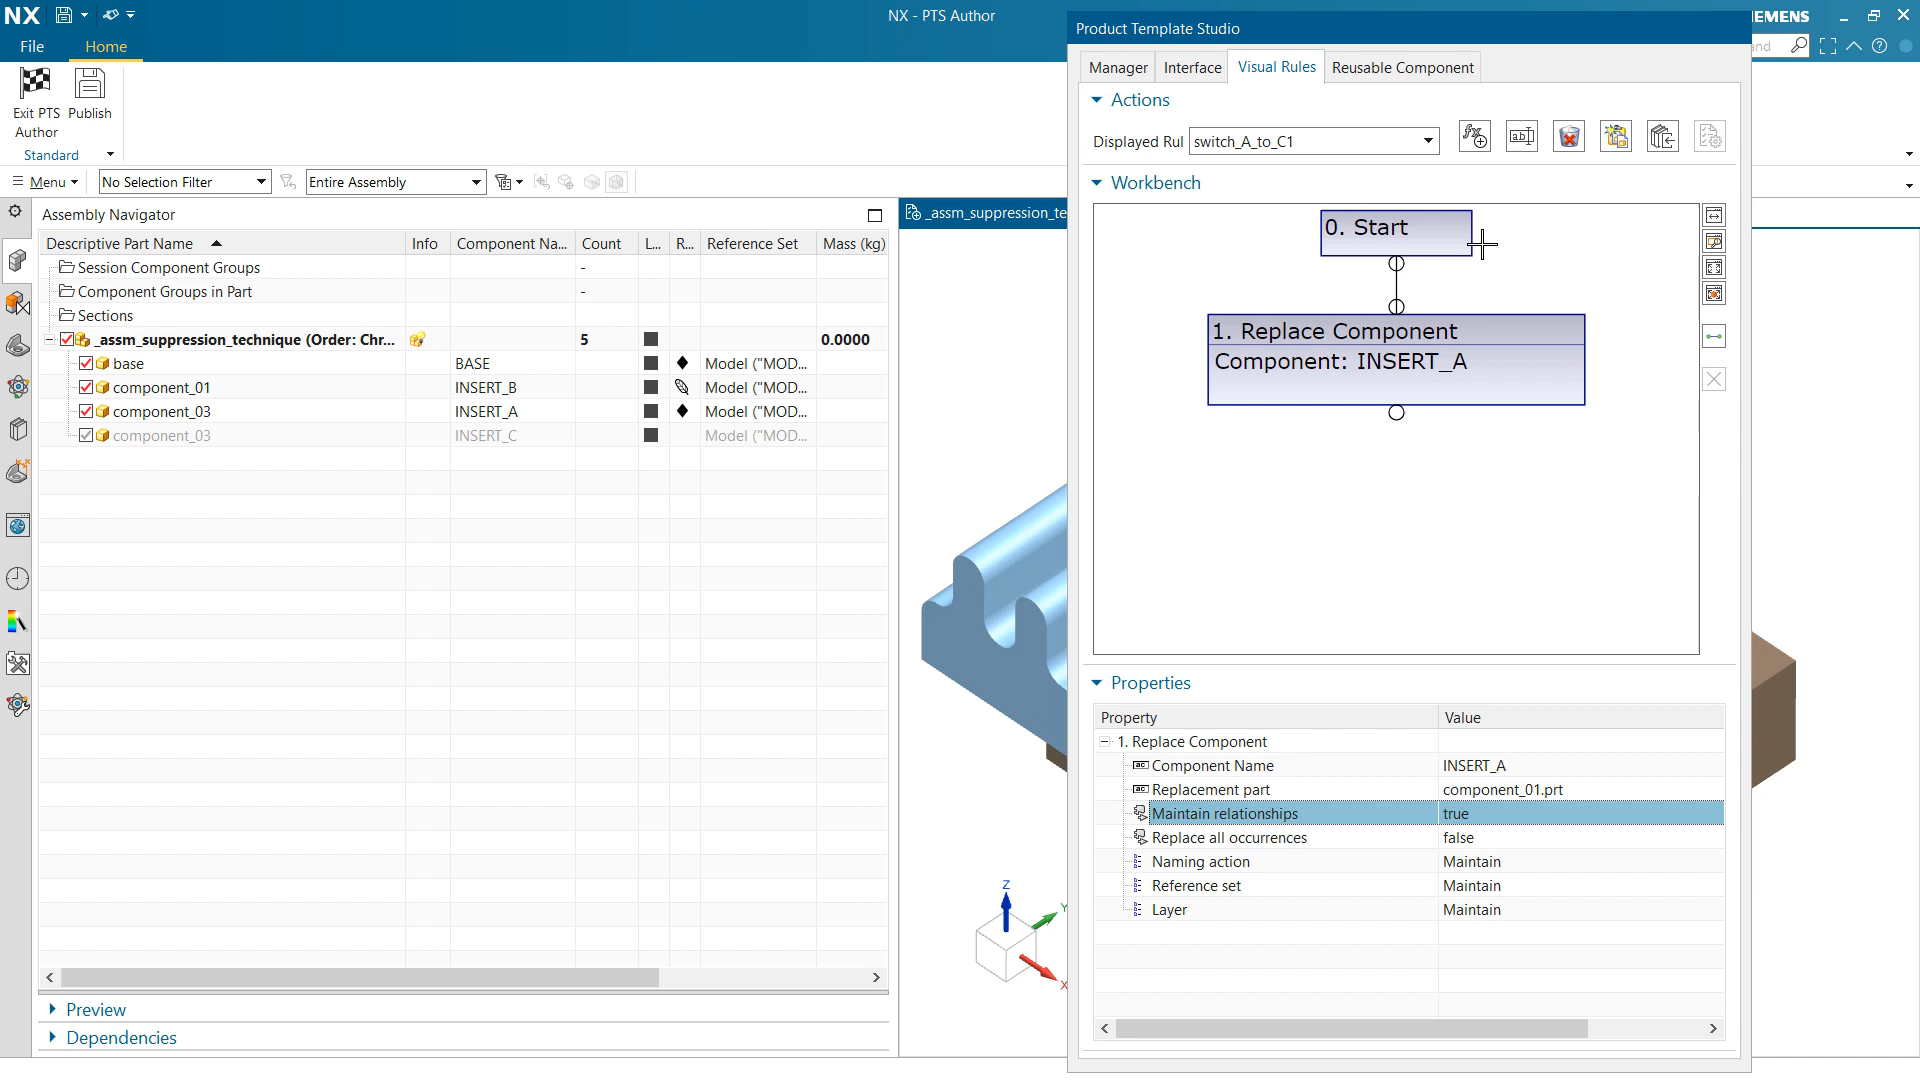 NX
NX - PTS Author
File
Home
Exit PTS
Author
Publish
Standard
Menu
No Selection Filter
Entire Assembly
Assembly Navigator
Descriptive Part Name
Info
Component Na...
Count
L...
R...
Reference Set
Mass (kg)
Session Component Groups
-
Component Groups in Part
-
Sections
_assm_suppression_technique (Order: Chr...
5
0.0000
base
BASE
Model ("MOD...
component_01
INSERT_B
Model ("MOD...
component_03
INSERT_A
Model ("MOD...
component_03
INSERT_C
Model ("MOD...
Preview
Dependencies
_assm_suppression_te
Z
Y
X
Product Template Studio
IEMENS
and
Manager
Interface
Visual Rules
Reusable Component
Actions
Displayed Rul
switch_A_to_C1
Workbench
0. Start
1. Replace Component
Component: INSERT_A
Properties
Property
Value
1. Replace Component
Component Name
INSERT_A
Replacement part
component_01.prt
Maintain relationships
true
Replace all occurrences
false
Naming action
Maintain
Reference set
Maintain
Layer
Maintain